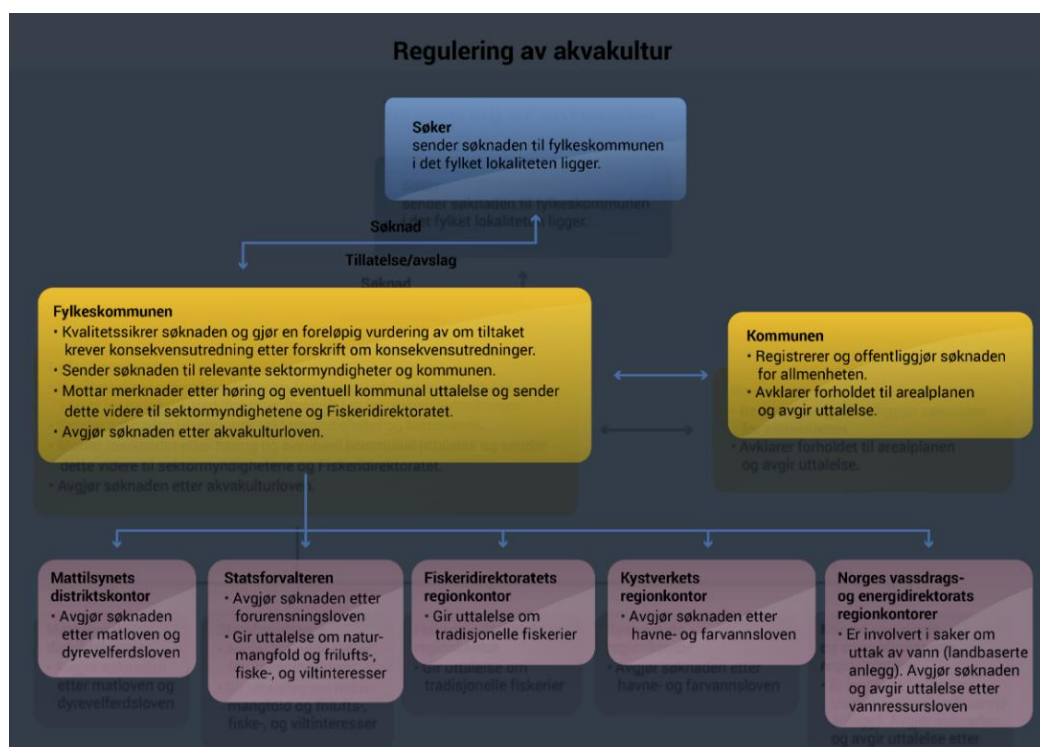 Regulering av akvakultur
Søker
sender søknaden til fylkeskommunen
i det fylket lokaliteten ligger.
Søknad
Tillatelse/avslag
Fylkeskommunen
• Kvalitetssikrer søknaden og gjør en foreløpig vurdering av om tiltaket
krever konsekvensutredning etter forskrift om konsekvensutredninger.
• Sender søknaden til relevante sektormyndigheter og kommunen.
• Mottar merknader etter høring og eventuell kommunal uttalelse og sender
dette videre til sektormyndighetene og Fiskeridirektoratet.
• Avgjør søknaden etter akvakulturloven.
Kommunen
• Registrerer og offentliggjør søknaden
for allmenheten.
• Avklarer forholdet til arealplanen
og avgir uttalelse.
Mattilsynets
distriktskontor
• Avgjør søknaden
etter matloven og
dyrevelferdsloven
Statsforvalteren
• Avgjør søknaden etter
forurensningsloven
• Gir uttalelse om natur-
mangfold og frilufts-,
fiske-, og viltinteresser
Fiskeridirektoratets
regionkontor
• Gir uttalelse om
tradisjonelle fiskerier
Kystverkets
regionkontor
• Avgjør søknaden etter
havne- og farvannsloven
Norges vassdrags-
og energidirektorats
regionkontorer
• Er involvert i saker om
uttak av vann (landbaserte
anlegg). Avgjør søknaden
og avgir uttalelse etter
vannressursloven